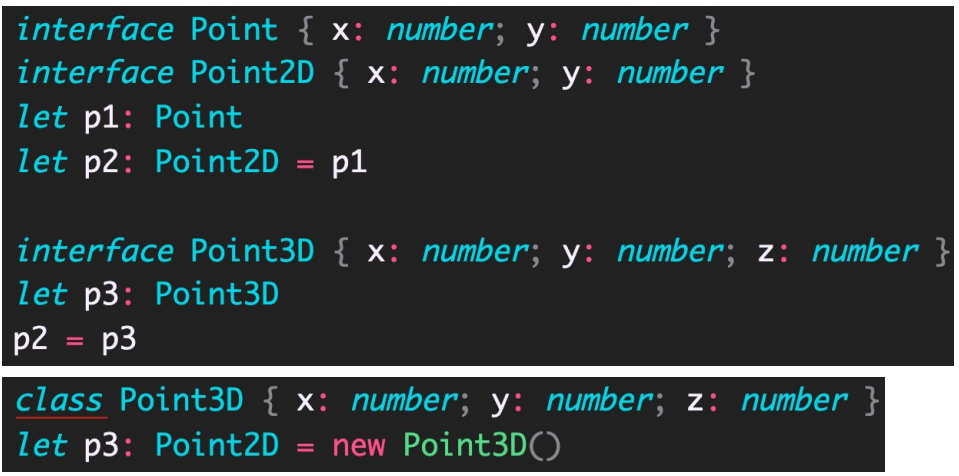 interface Point { x: number; y: number }
interface Point2D { x: number; y: number }
let p1: Point
let p2: Point2D = p1
interface Point3D { x: number; y: number; z: number }
let p3: Point3D
p2 = p3
class Point3D { x: number; y: number; z: number }
let p3: Point2D = new Point3D()